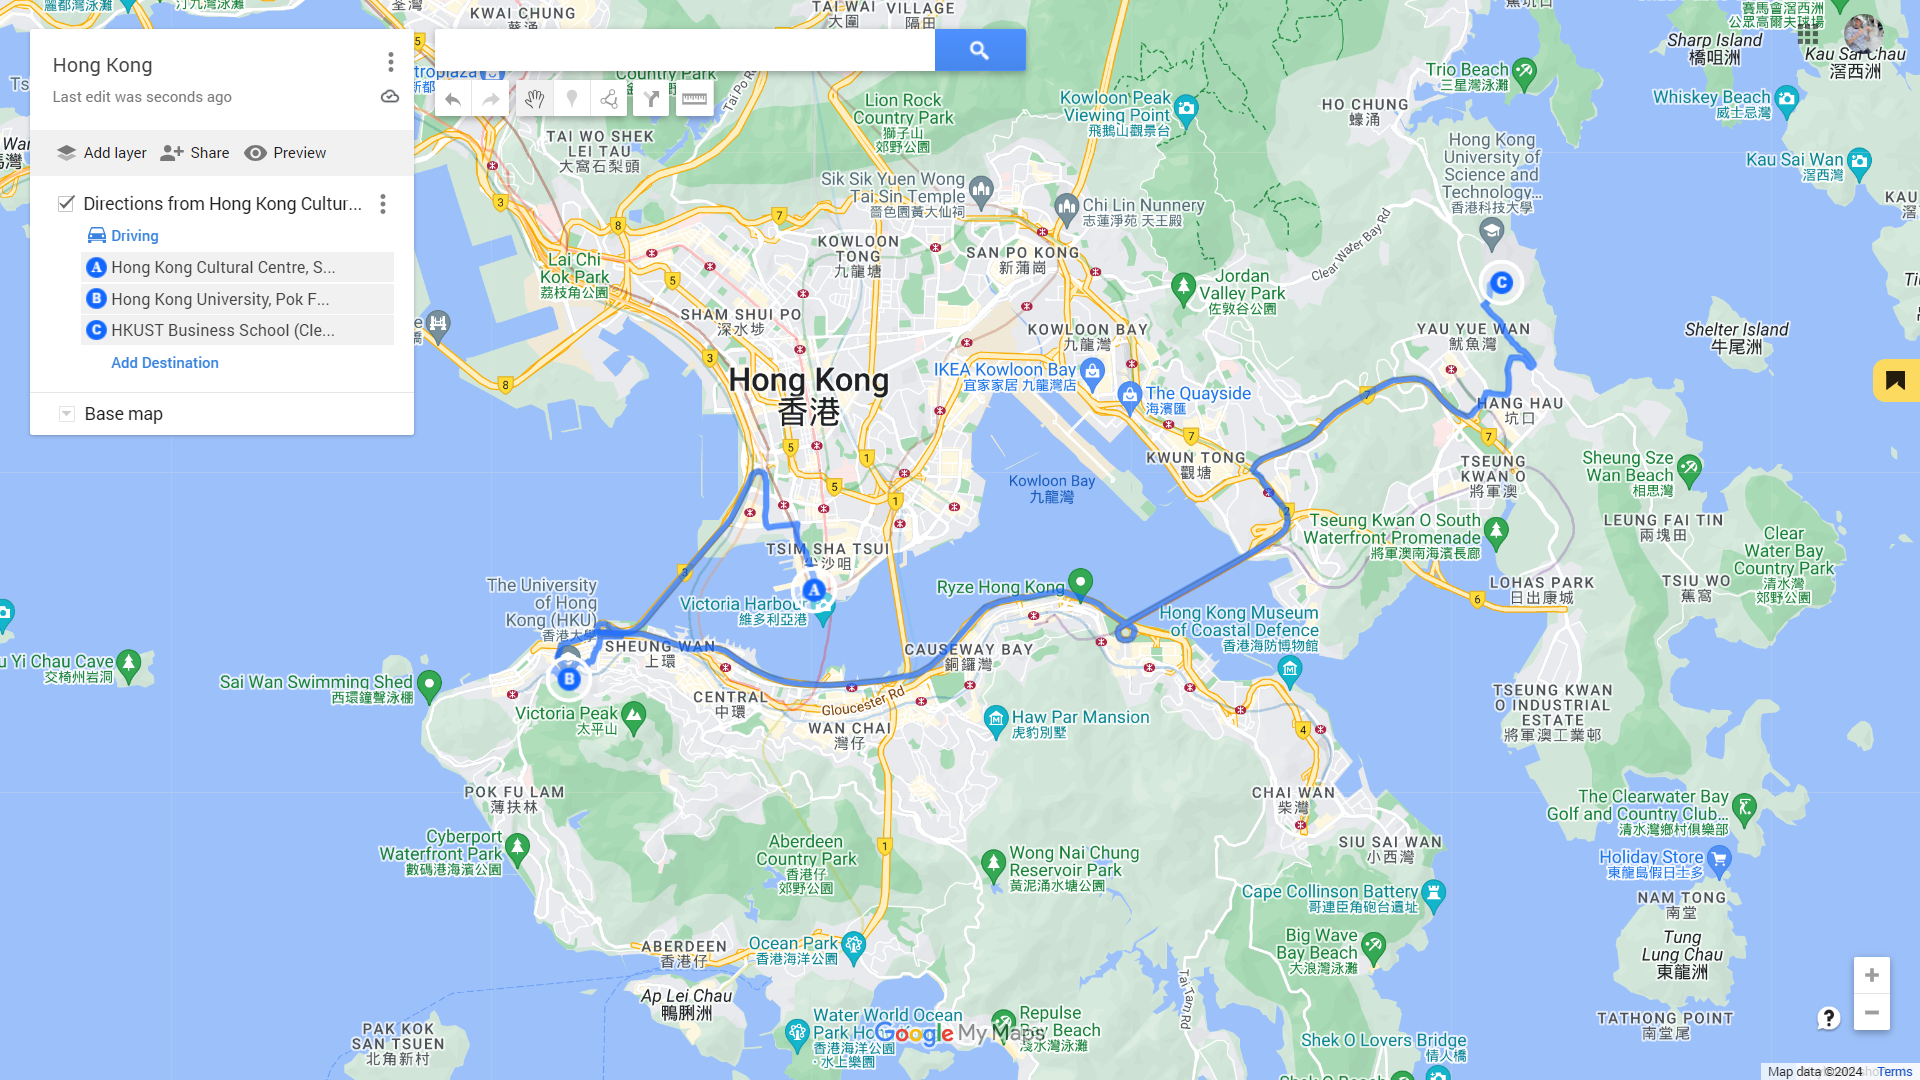 Hong Kong
Last edit was seconds ago
Add layer
Share
Preview
Directions from Hong Kong Cultur...
Driving
A
Hong Kong Cultural Centre, S...
B
Hong Kong University, Pok F...
C
HKUST Business School (Cle...
Add Destination
Base map
KWAI CHUNG
葵涌
TAI WAI
大圍
VILLAGE
隔田
Country Park
Tai Po Rd
TAI WO SHEK
LEI TAU
大窩石梨頭
Lion Rock
Country Park
獅子山
郊野公園
Kowloon Peak
Viewing Point
飛鵝山觀景台
HO CHUNG
蠔涌
Trio Beach
三星灣泳灘
Sharp Island
橋咀洲
Kau Sai Chau
滘西洲
Whiskey Beach
威士忌灣
Kau Sai Wan
滘西灣
Hong Kong
University of
Science and
Technology...
香港科技大學...
Sik Sik Yuen Wong
Tai Sin Temple
嗇色園黃大仙祠
Chi Lin Nunnery
志蓮淨苑 天王殿
KOWLOON
TONG
九龍塘
SAN PO KONG
新蒲崗
Clear Water Bay Rd
Lai Chi
Kok Park
荔枝角公園
Jordan
Valley Park
佐敦谷公園
C
SHAM SHUI PO
深水埗
KOWLOON BAY
九龍灣
YAU YUE WAN
魷魚灣
Shelter Island
牛尾洲
Hong Kong
香港
IKEA Kowloon Bay
宜家家居 九龍灣店
The Quayside
海濱匯
HANG HAU
坑口
KWUN TONG
觀塘
TSEUNG
KWAN O
將軍澳
Sheung Sze
Wan Beach
相思灣
Kowloon Bay
九龍灣
Tseung Kwan O South
Waterfront Promenade
將軍澳南海濱長廊
LEUNG FAI TIN
兩塊田
Clear
Water Bay
Country Park
清水灣
郊野公園
TSIM SHA TSUI
尖沙咀
LOHAS PARK
日出康城
TSIU WO
蕉窩
The University
of Hong
Kong (HKU)
香港大學
A
Victoria Harbour
維多利亞港
Ryze Hong Kong
Hong Kong Museum
of Coastal Defence
香港海防博物館
SHEUNG WAN
上環
CAUSEWAY BAY
銅鑼灣
Yi Chau Cave
交椅州岩洞
Sai Wan Swimming Shed
西環鐘聲泳棚
B
CENTRAL
中環
Gloucester Rd
Victoria Peak
太平山
WAN CHAI
灣仔
Haw Par Mansion
虎豹別墅
TSEUNG KWAN
O INDUSTRIAL
ESTATE
將軍澳工業邨
POK FU LAM
薄扶林
CHAI WAN
柴灣
The Clearwater Bay
Golf and Country Club...
清水灣鄉村俱樂部
Cyberport
Waterfront Park
數碼港海濱公園
Aberdeen
Country Park
香港仔
郊野公園
Wong Nai Chung
Reservoir Park
黃泥涌水塘公園
SIU SAI WAN
小西灣
Holiday Store
東龍島假日士多
Cape Collinson Battery
哥連臣角砲台遺址
NAM TONG
南堂
ABERDEEN
香港仔
Ocean Park
香港海洋公園
Big Wave
Bay Beach
大浪灣泳灘
Tung
Lung Chau
東龍洲
Ap Lei Chau
鴨脷洲
Tai Tam Rd
Water World Ocean
Park Hong Kong
香港海洋公園
· 水上樂園
Repulse
Bay Beach
淺水灣泳灘
TATHONG POINT
南堂尾
PAK KOK
SAN TSUEN
北角新村
Google My Maps
Shek O Lovers Bridge
情人橋
Map data ©2024
Terms